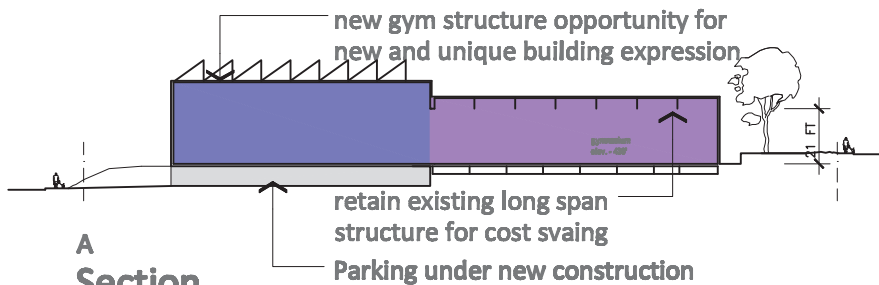 new gym structure opportunity for
new and unique building expression
21 FT
retain existing long span
structure for cost svaing
A
Section
Parking under new construction